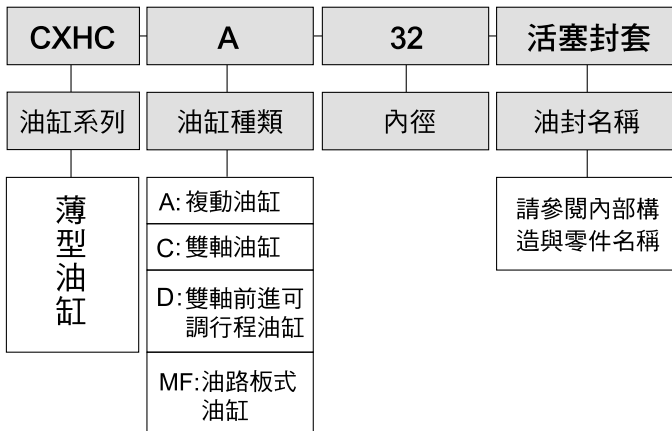 CXHC A 32 活塞封套
油缸系列 油缸種類 內徑 油封名稱
薄型油缸
A: 複動油缸
C: 雙軸油缸
D: 雙軸前進可
調行程油缸
MF:油路板式
油缸
請參閱內部構
造與零件名稱